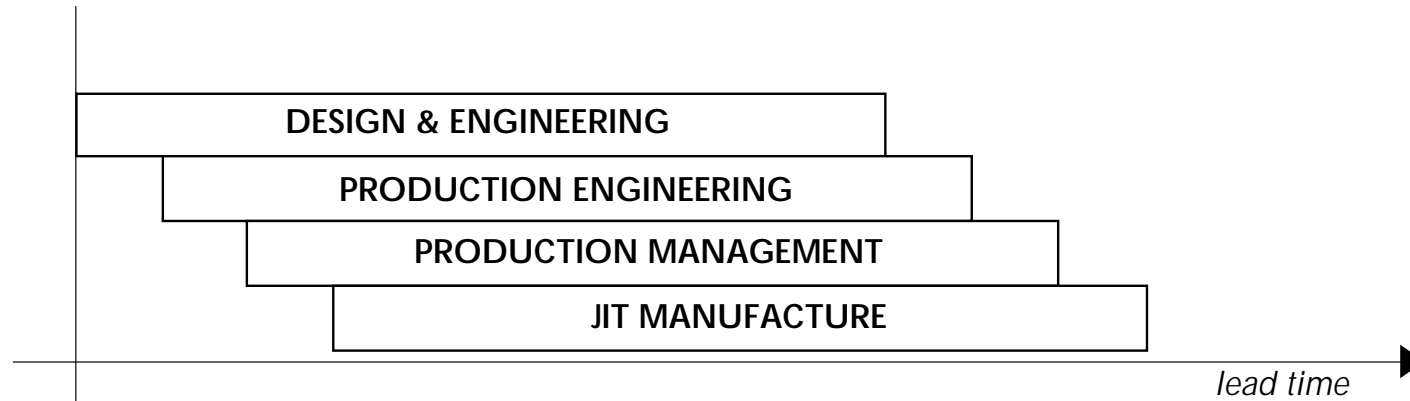 DESIGN & ENGINEERING
PRODUCTION ENGINEERING
PRODUCTION MANAGEMENT
JIT MANUFACTURE
lead time